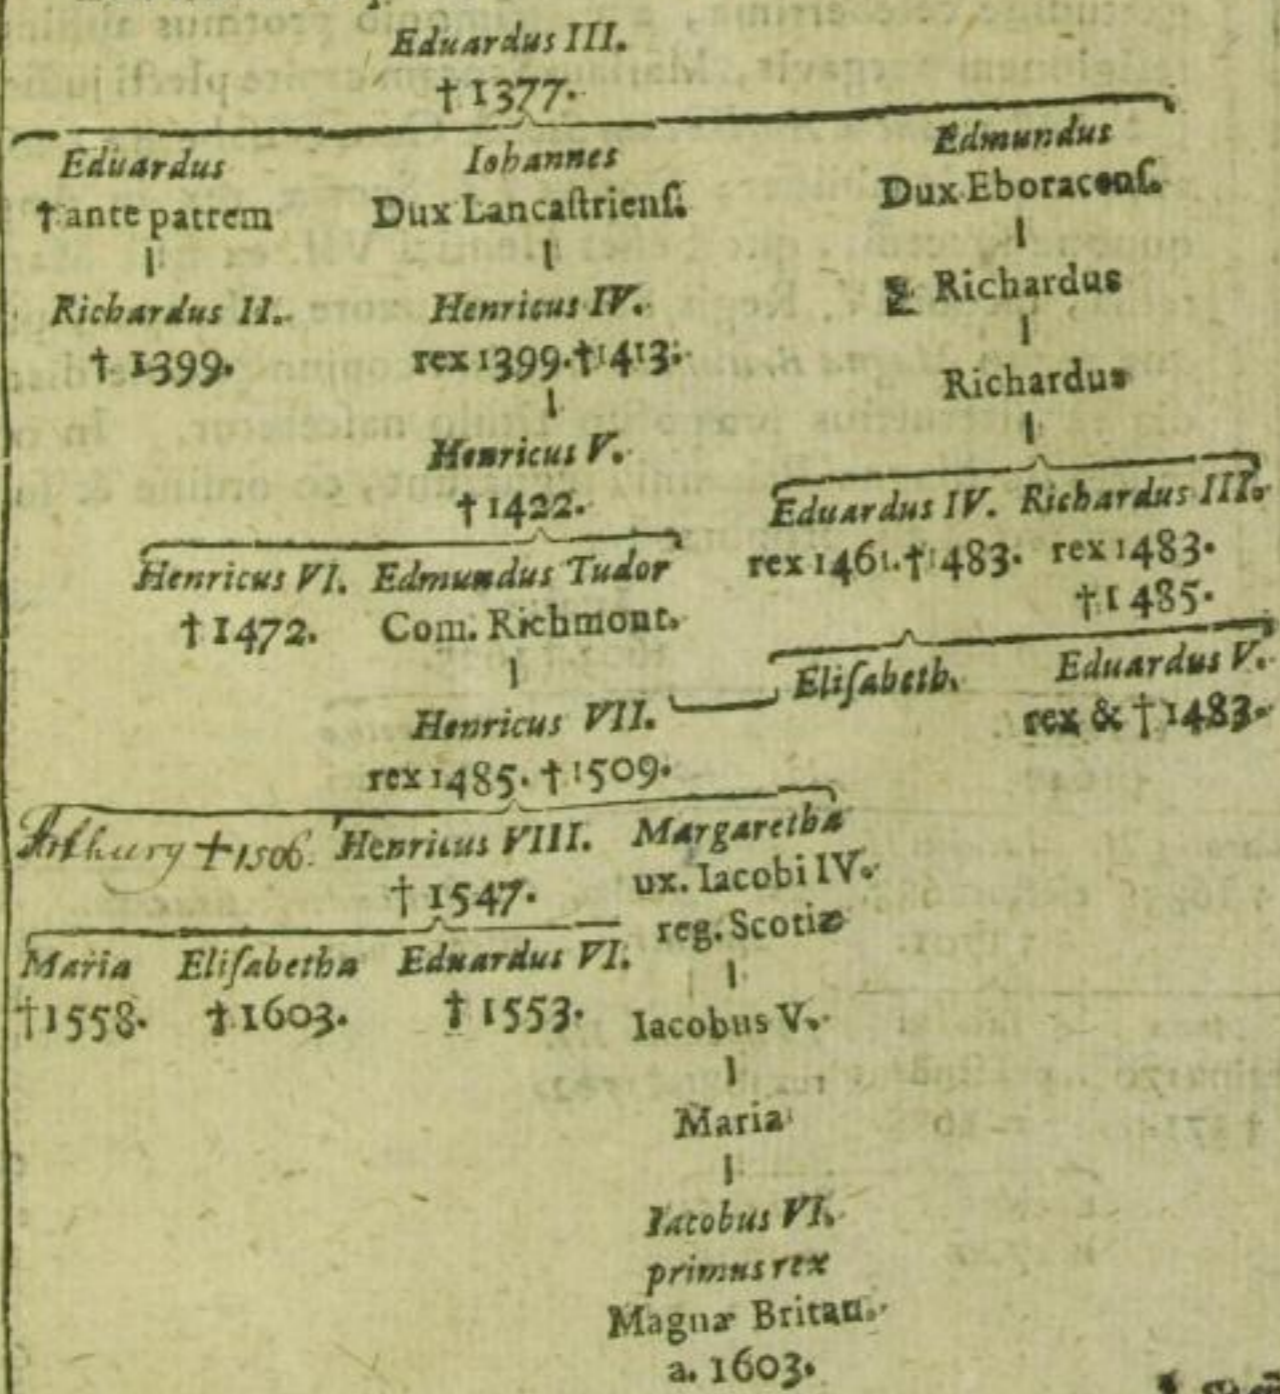 Eduardus III.
† 1377.
Eduardus
† ante patrem
Richardus II.
† 1399.
Iohannes
Dux Lancaſtrienſ.
Henricus IV.
rex 1399. † 1413.
Henricus V.
† 1422.
Edmundus
Dux Eboracenſ.
Richardus
Richardus
Eduardus IV.
rex 1461. † 1483.
Richardus III.
rex 1483.
† 1485.
Henricus VI.
† 1472.
Edmundus Tudor
Com. Richmont.
Henricus VII.
rex 1485. † 1509.
Eliſabeth.
Eduardus V.
rex & † 1483.
Arthurg † 1506.
Henricus VIII.
† 1547.
Margaretha
ux. Iacobi IV.
reg. Scotiæ
Maria
† 1558.
Eliſabetha
† 1603.
Eduardus VI.
† 1553.
Iacobus V.
Maria
Iacobus VI.
primus rex
Magnæ Britan.
a. 1603.